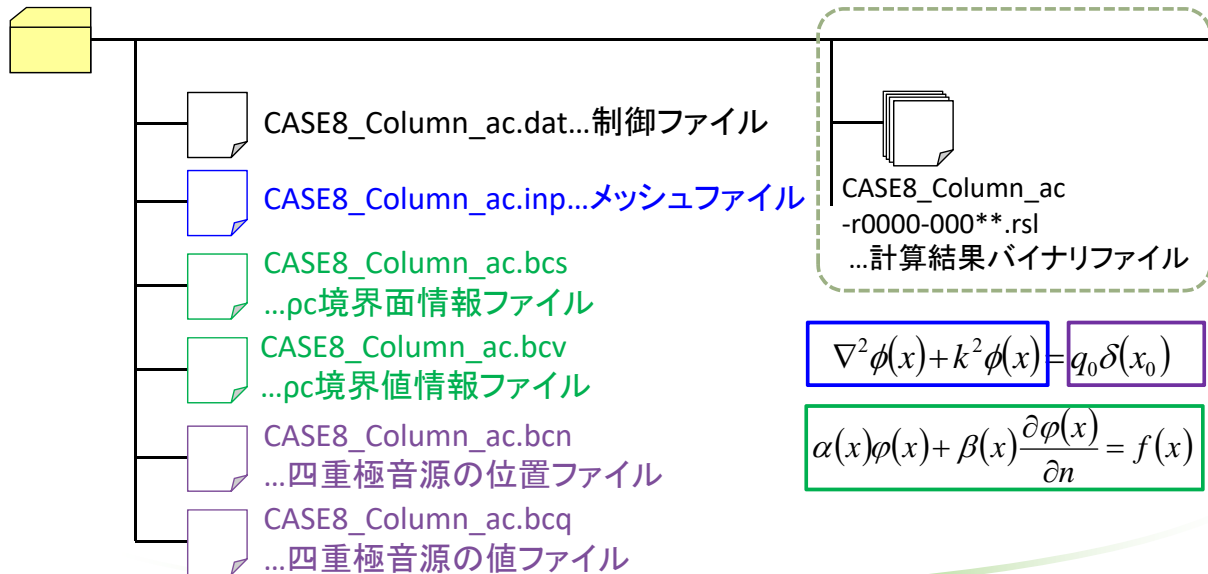 CASE8_Column_ac.dat…制御ファイル
CASE8_Column_ac.inp…メッシュファイル
CASE8_Column_ac.bcs
…ρc境界面情報ファイル
CASE8_Column_ac.bcv
…ρc境界値情報ファイル
CASE8_Column_ac.bcn
…四重極音源の位置ファイル
CASE8_Column_ac.bcq
…四重極音源の値ファイル
CASE8_Column_ac
-r0000-000**.rsl
…計算結果バイナリファイル
∇²ϕ(x)+k²ϕ(x)=q₀δ(x₀)
α(x)φ(x)+β(x)∂φ(x)/∂n=f(x)